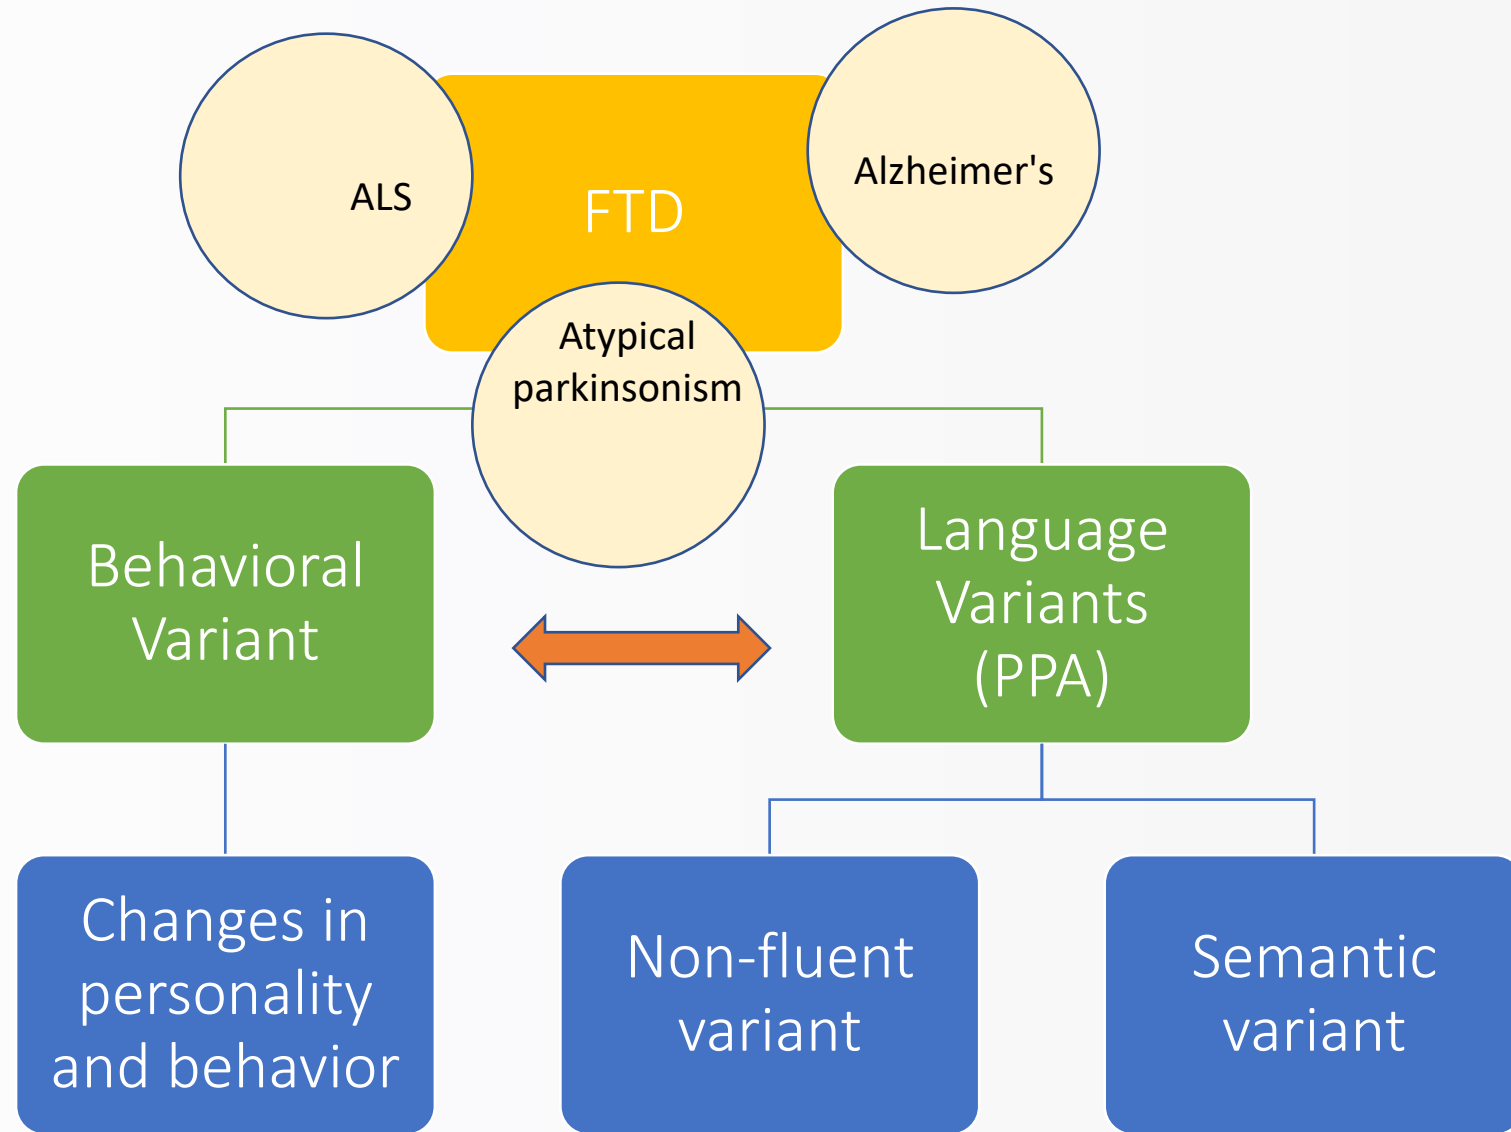 ALS
FTD
Alzheimer's
Atypical
parkinsonism
Behavioral
Variant
Language
Variants
(PPA)
Changes in
personality
and behavior
Non-fluent
variant
Semantic
variant